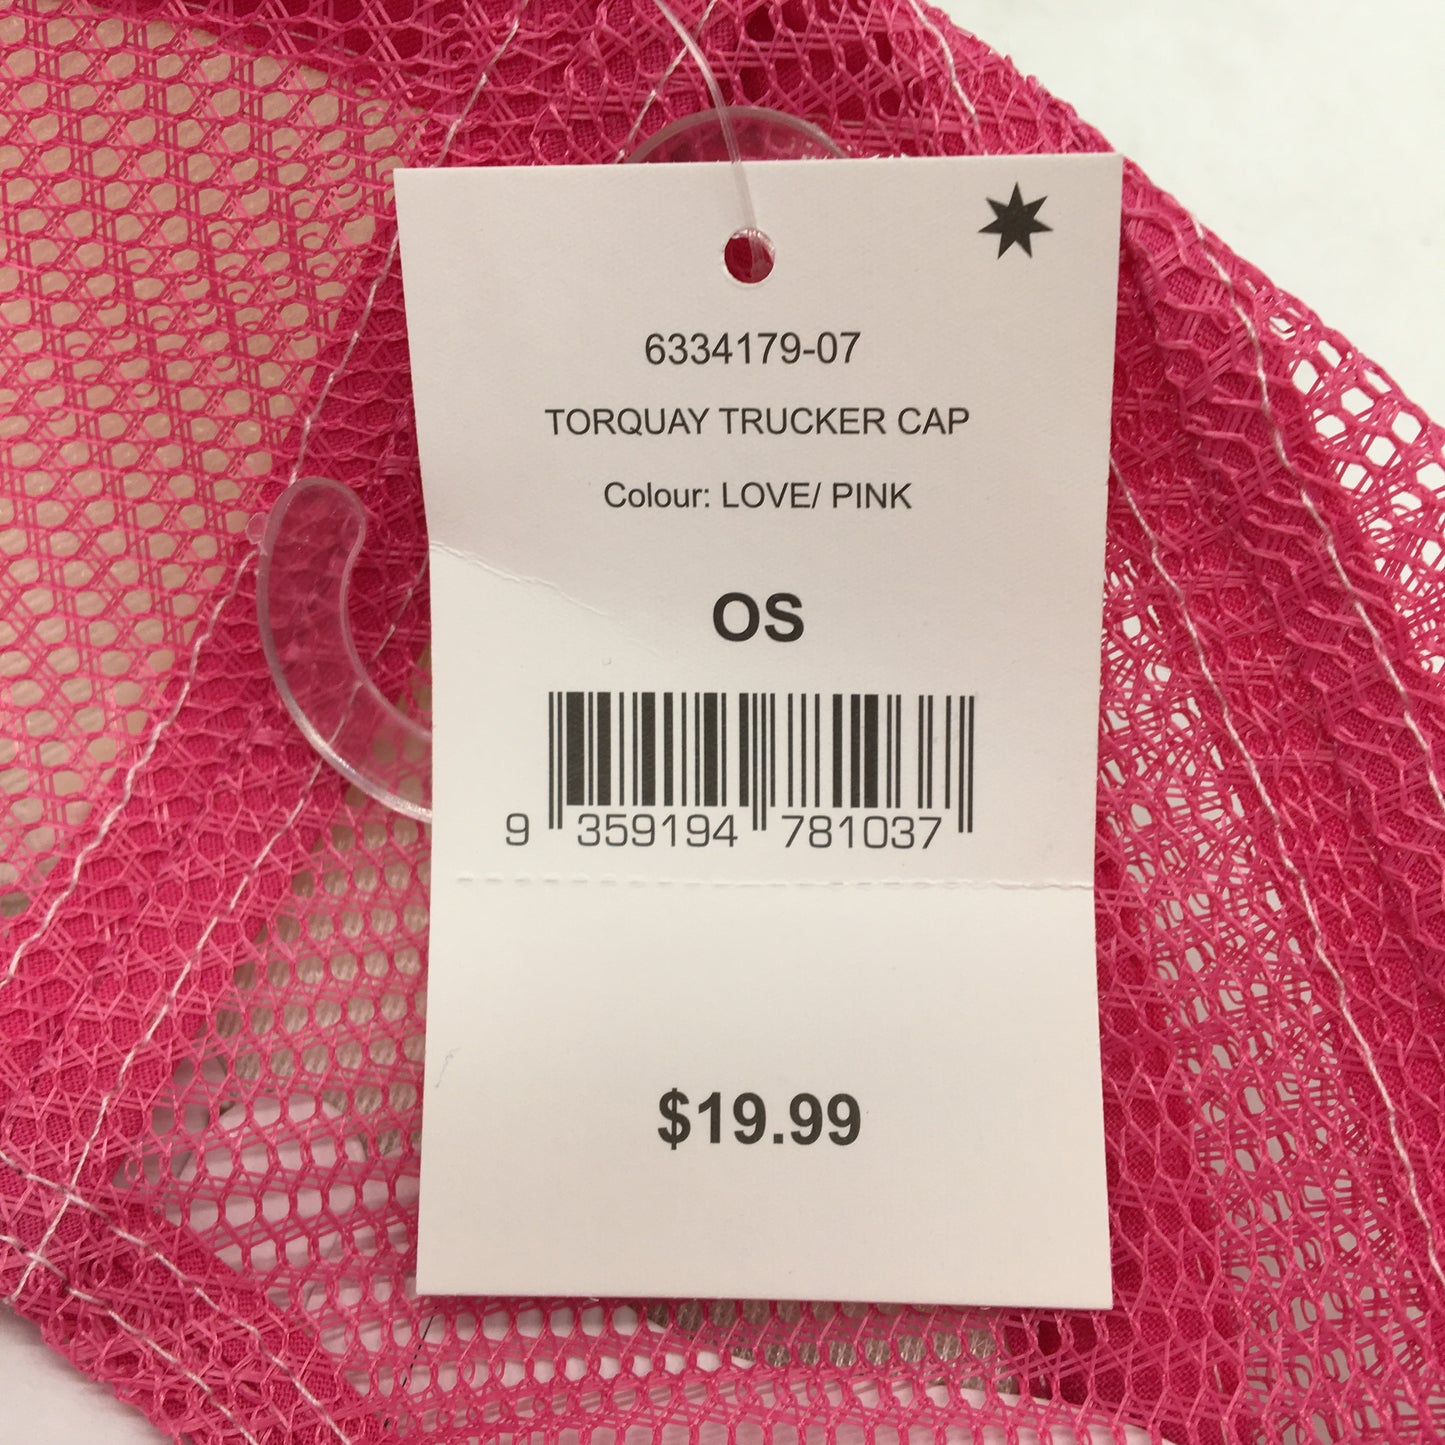 6334179-07
TORQUAY TRUCKER CAP
Colour: LOVE/ PINK
OS
9 359194 781037
$19.99